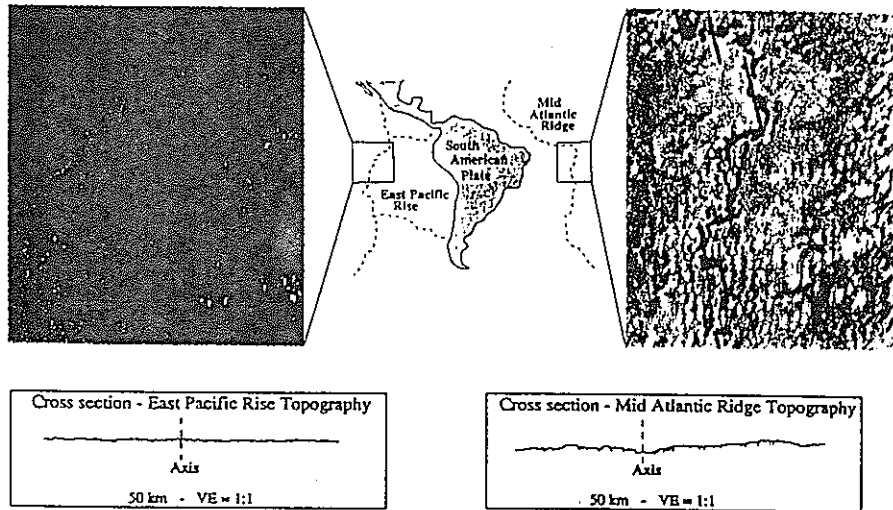 Mid
Atlantic
Ridge
South
American
Plate
East Pacific
Rise
Cross section - East Pacific Rise Topography
Axis
50 km - VE = 1:1
Cross section - Mid Atlantic Ridge Topography
Axis
50 km - VE = 1:1